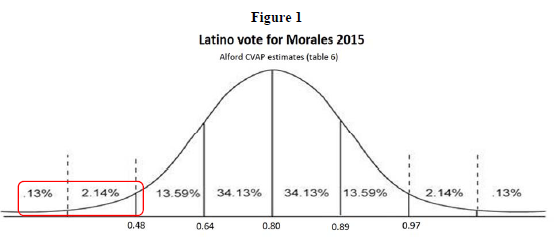 Figure 1
Latino vote for Morales 2015
Alford CVAP estimates (table 6)
.13% 2.14% 13.59% 34.13% 34.13% 13.59% 2.14% .13%
0.48 0.64 0.80 0.89 0.97